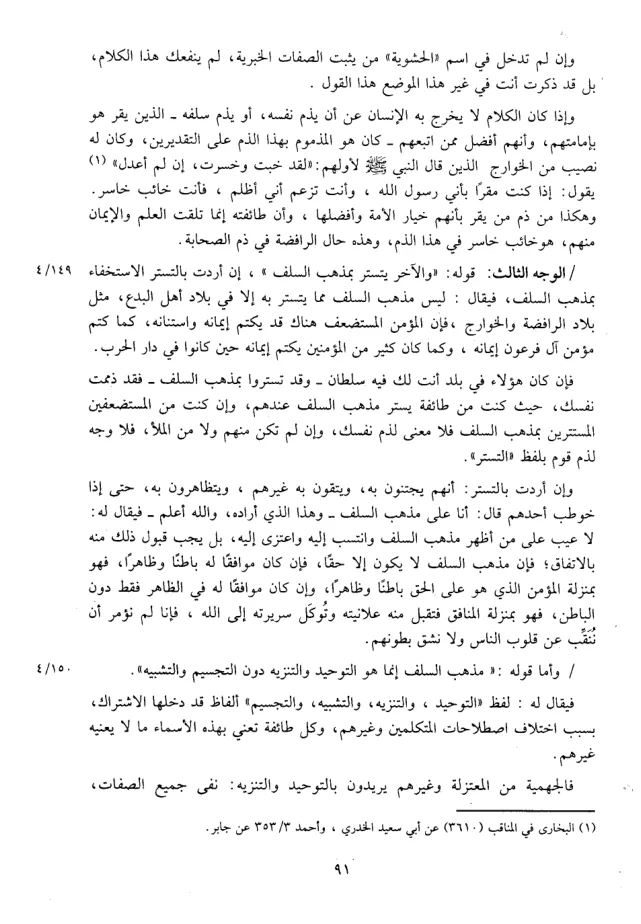 وإن لم تدخل في اسم «الحشوية» من يثبت الصفات الخبرية، لم ينفعك هذا الكلام،
بل قد ذكرت أنت في غير هذا الموضع هذا القول .
وإذا كان الكلام لا يخرج به الإنسان عن أن يذم نفسه، أو يذم سلفه ـ الذين يقر هو
بإمامتهم، وأنهم أفضل ممن اتبعهم ـ كان هو المذموم بهذا الذم على التقديرين، وكان له
نصيب من الخوارج الذين قال النبي ﷺ لأولهم: «لقد خبت وخسرت، إن لم أعدل» (١)
يقول: إذا كنت مقرًا بأني رسول الله ، وأنت تزعم أني أظلم ، فأنت خائب خاسر.
وهكذا من ذم من يقر بأنهم خيار الأمة وأفضلها ، وأن طائفته إنما تلقت العلم والإيمان
منهم، هو خائب خاسر في هذا الذم، وهذه حال الرافضة في ذم الصحابة.
٤/١٤٩ / الوجه الثالث: قوله: «والآخر يتستر بمذهب السلف» ، إن أردت بالتستر الاستخفاء
بمذهب السلف، فيقال : ليس مذهب السلف مما يتستر به إلا في بلاد أهل البدع، مثل
بلاد الرافضة والخوارج ،فإن المؤمن المستضعف هناك قد يكتم إيمانه واستنانه، كما كتم
مؤمن آل فرعون إيمانه ، وكما كان كثير من المؤمنين يكتم إيمانه حين كانوا في دار الحرب.
فإن كان هؤلاء في بلد أنت لك فيه سلطان ـ وقد تستروا بمذهب السلف ـ فقد ذممت
نفسك، حيث كنت من طائفة يستر مذهب السلف عندهم، وإن كنت من المستضعفين
المستترين بمذهب السلف فلا معنى لذم نفسك، وإن لم تكن منهم ولا من الملأ، فلا وجه
لذم قوم بلفظ «التستر».
وإن أردت بالتستر: أنهم يجتنون به، ويتقون به غيرهم ، ويتظاهرون به، حتى إذا
خوطب أحدهم قال: أنا على مذهب السلف ـ وهذا الذي أراده، والله أعلم ـ فيقال له:
لا عيب على من أظهر مذهب السلف وانتسب إليه واعتزى إليه، بل يجب قبول ذلك منه
بالاتفاق؛ فإن مذهب السلف لا يكون إلا حقًا، فإن كان موافقًا له باطنًا وظاهرًا، فهو
بمنزلة المؤمن الذي هو على الحق باطنًا وظاهرًا، وإن كان موافقًا له في الظاهر فقط دون
الباطن، فهو بمنزلة المنافق فتقبل منه علانيته وتُوكَل سريرته إلى الله ، فإنا لم نؤمر أن
نُنَقِّب عن قلوب الناس ولا نشق بطونهم.
٤/١٥٠ / وأما قوله :« مذهب السلف إنما هو التوحيد والتنزيه دون التجسيم والتشبيه».
فيقال له : لفظ «التوحيد ، والتنزيه، والتشبيه، والتجسيم» ألفاظ قد دخلها الاشتراك،
بسبب اختلاف اصطلاحات المتكلمين وغيرهم، وكل طائفة تعني بهذه الأسماء ما لا يعنيه
غيرهم.
فالجهمية من المعتزلة وغيرهم يريدون بالتوحيد والتنزيه: نفى جميع الصفات،
(١) البخارى في المناقب (٣٦١٠) عن أبي سعيد الخدري ، وأحمد ٣/ ٣٥٣ عن جابر.
٩١